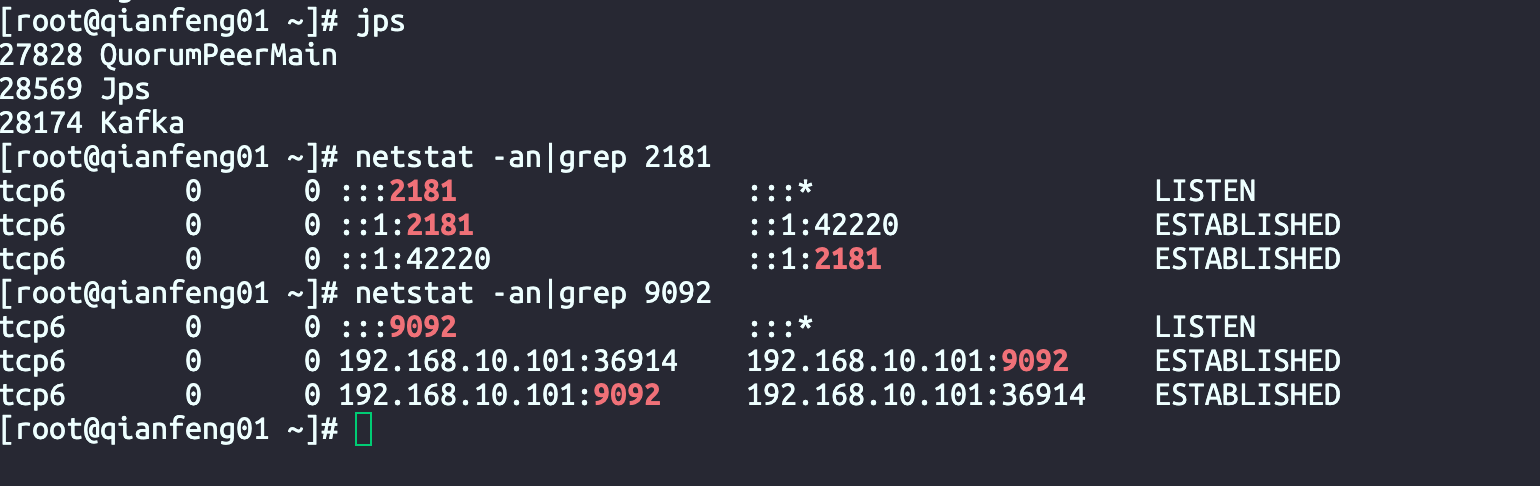 [root@qianfeng01 ~]# jps
27828 QuorumPeerMain
28569 Jps
28174 Kafka
[root@qianfeng01 ~]# netstat -an|grep 2181
tcp6       0      0 :::2181                 :::*                    LISTEN
tcp6       0      0 ::1:2181                ::1:42220               ESTABLISHED
tcp6       0      0 ::1:42220               ::1:2181                ESTABLISHED
[root@qianfeng01 ~]# netstat -an|grep 9092
tcp6       0      0 :::9092                 :::*                    LISTEN
tcp6       0      0 192.168.10.101:36914    192.168.10.101:9092     ESTABLISHED
tcp6       0      0 192.168.10.101:9092     192.168.10.101:36914    ESTABLISHED
[root@qianfeng01 ~]#